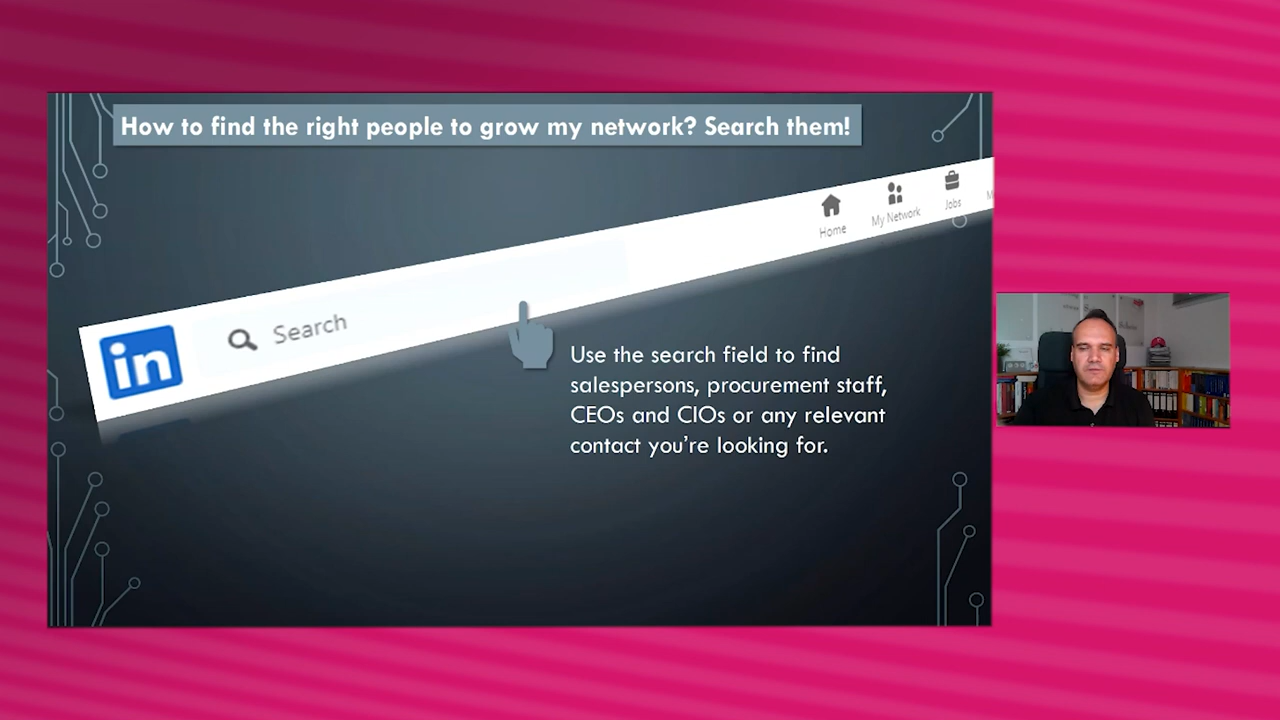 How to find the right people to grow my network? Search them!
Home
My Network
Jobs
M
in
Search
Use the search field to find
salespersons, procurement staff,
CEOs and CIOs or any relevant
contact you're looking for.